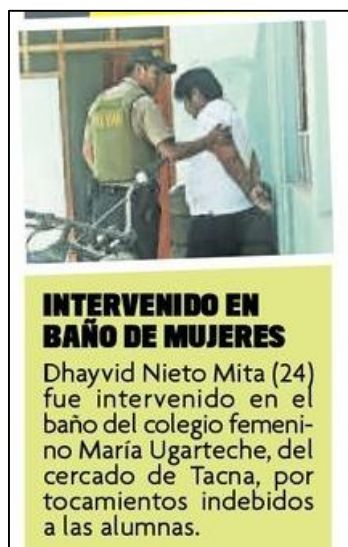 INTERVENIDO EN
BAÑO DE MUJERES
Dhayvid Nieto Mita (24)
fue intervenido en el
baño del colegio femeni-
no María Ugarteche, del
cercado de Tacna, por
tocamientos indebidos
a las alumnas.